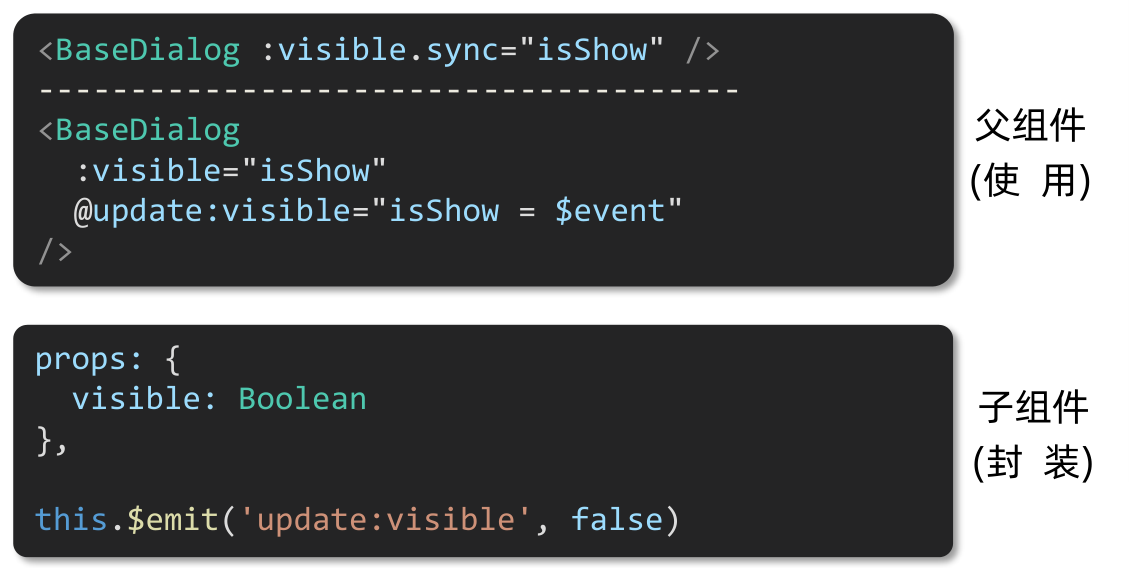 <BaseDialog :visible.sync="isShow" />
--------------------------------------
<BaseDialog
  :visible="isShow"
  @update:visible="isShow = $event"
/>
父组件
(使 用)
props: {
  visible: Boolean
},
this.$emit('update:visible', false)
子组件
(封 装)